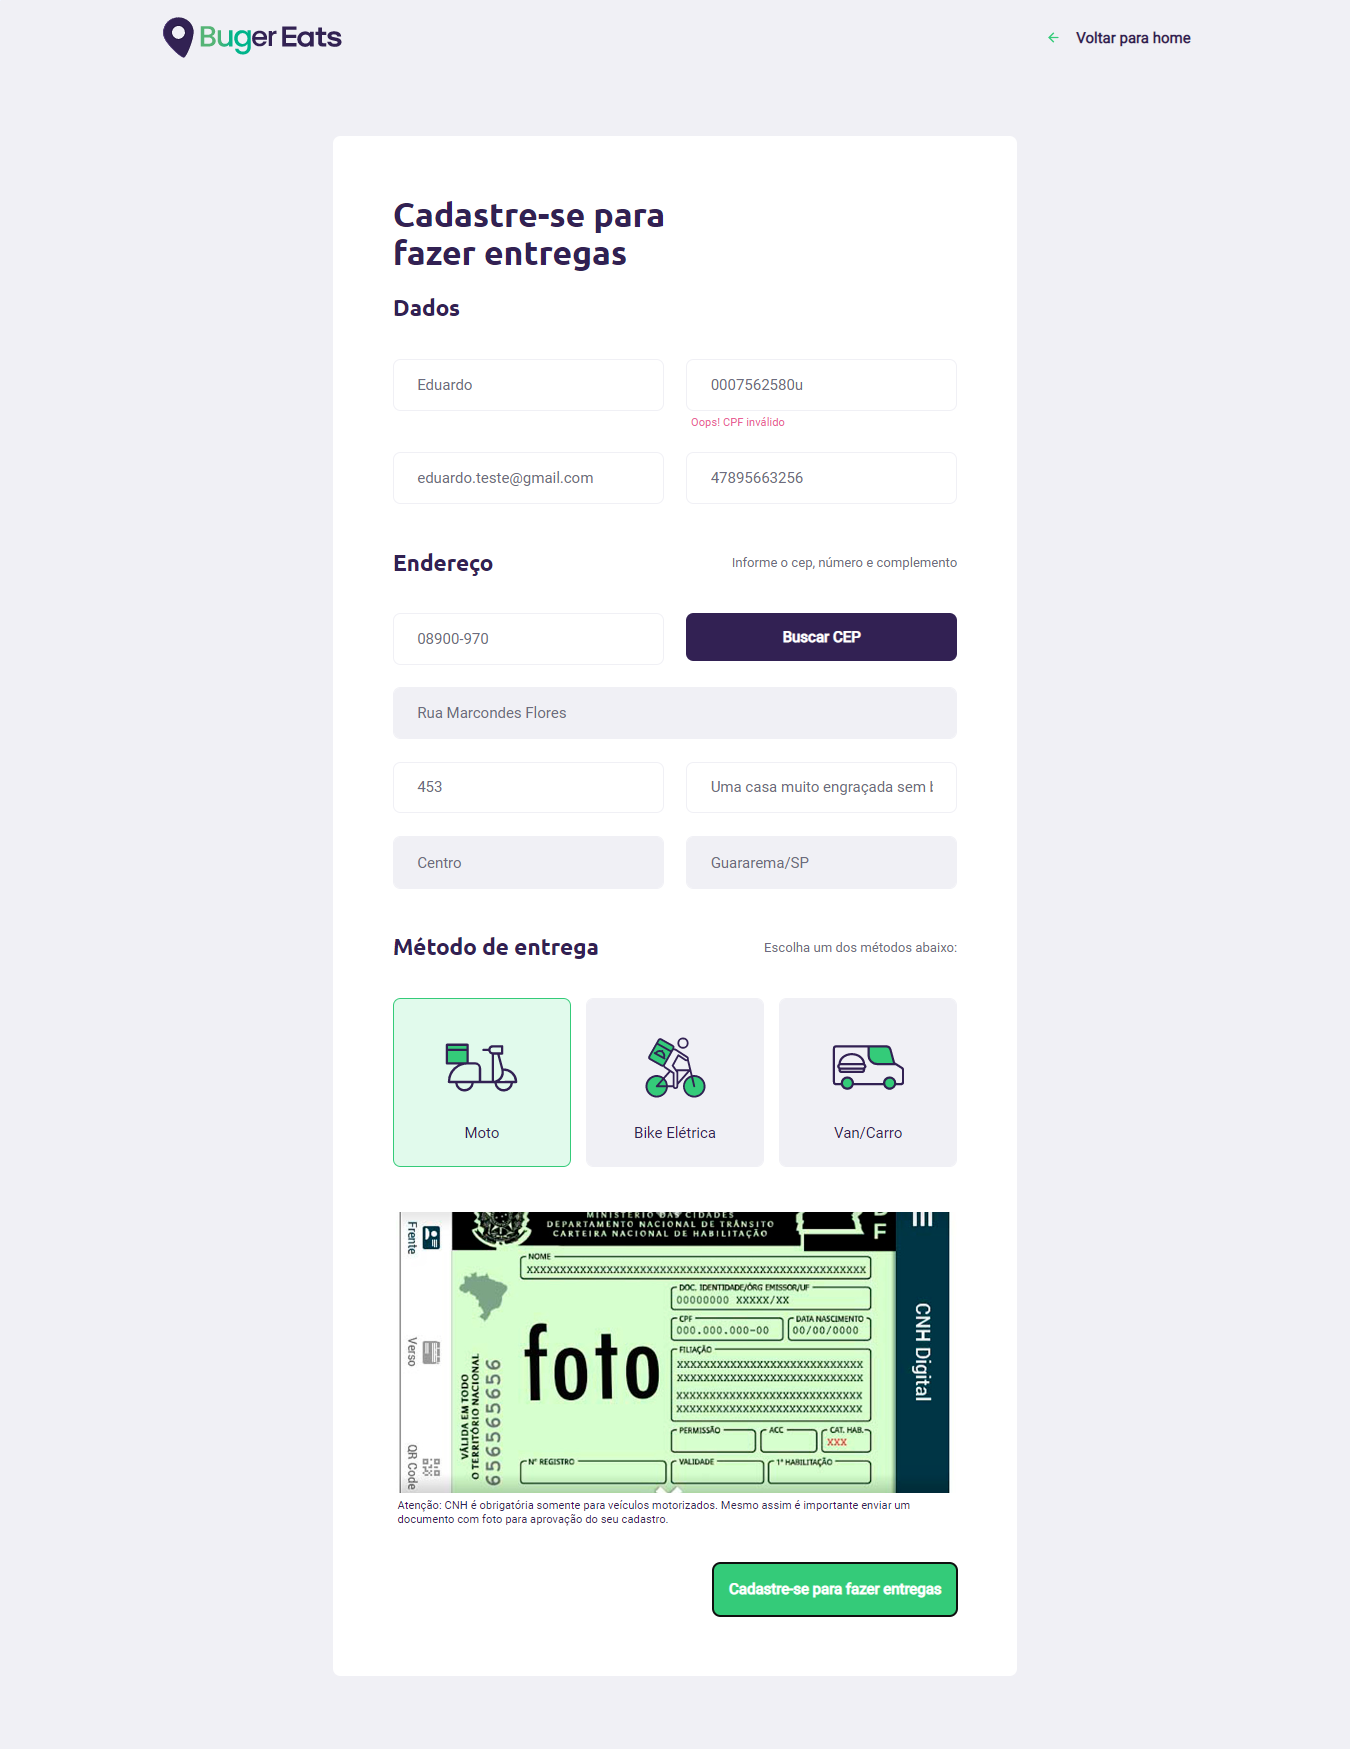 Buger Eats
Voltar para home
Cadastre-se para
fazer entregas
Dados
Eduardo
0007562580u
Oops! CPF inválido
eduardo.teste@gmail.com
47895663256
Endereço
Informe o cep, número e complemento
08900-970
Buscar CEP
Rua Marcondes Flores
453
Uma casa muito engraçada sem
Centro
Guararema/SP
Método de entrega
Escolha um dos métodos abaixo:
Moto
Bike Elétrica
Van/Carro
MINISTÉRIO DAS CIDADES
DEPARTAMENTO NACIONAL DE TRÂNSITO
CARTEIRA NACIONAL DE HABILITAÇÃO
F
Frente
Verso
QR Code
NOME
XXXXXXXXXXXXXXXXXXXXXXXXXXXXXXXXXXXXXXXXXXXXXXXXXX
DOC. IDENTIDADE/ÓRG EMISSOR/UF
00000000 XXXXX/XX
CPF
000.000.000-00
DATA NASCIMENTO
00/00/0000
FILIAÇÃO
XXXXXXXXXXXXXXXXXXXXXXXXXXXX
XXXXXXXXXXXXXXXXXXXXXXXXXXXX
XXXXXXXXXXXXXXXXXXXXXXXXXXXX
XXXXXXXXXXXXXXXXXXXXXXXXXXXX
foto
VÁLIDA EM TODO
O TERRITÓRIO NACIONAL
6565656565
PERMISSÃO
ACC
CAT. HAB.
XXX
Nº REGISTRO
VALIDADE
1ª HABILITAÇÃO
CNH Digital
Atenção: CNH é obrigatória somente para veículos motorizados. Mesmo assim é importante enviar um
documento com foto para aprovação do seu cadastro.
Cadastre-se para fazer entregas